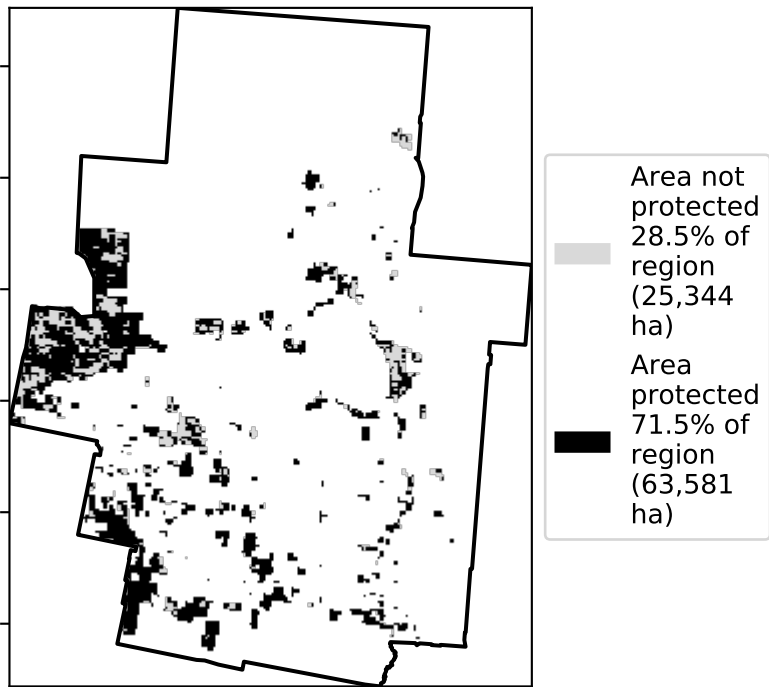 Area not
protected
28.5% of
region
(25,344
ha)
Area
protected
71.5% of
region
(63,581
ha)